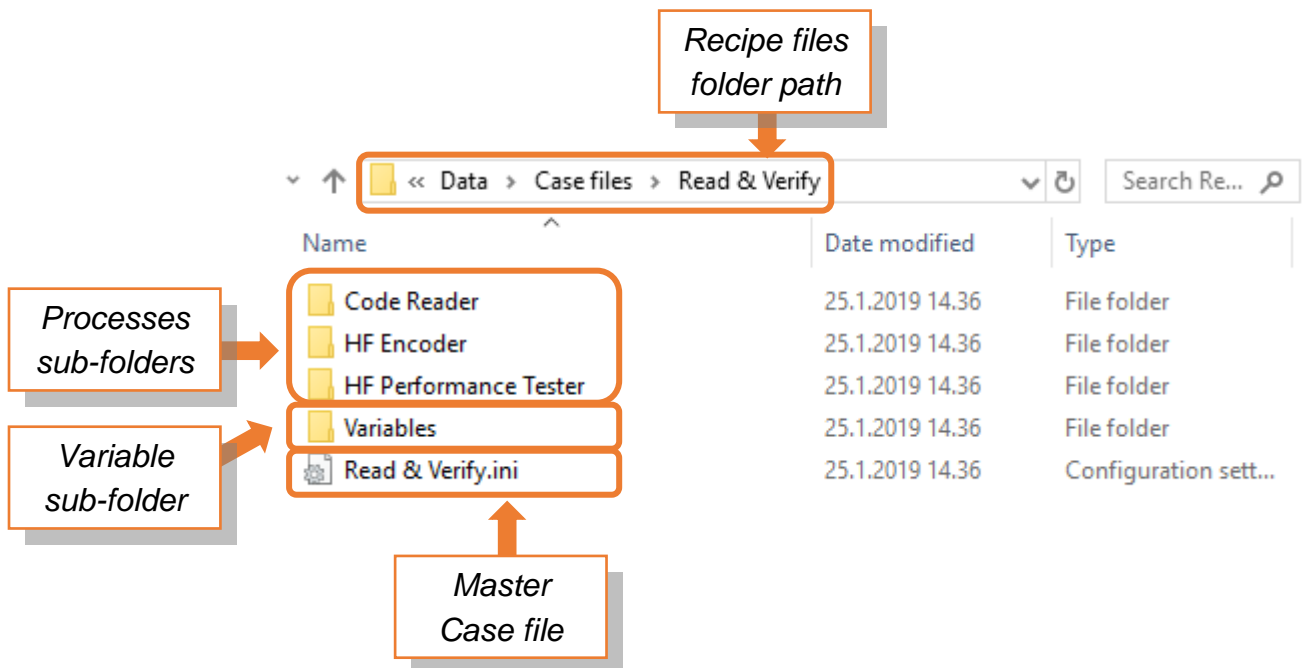 Recipe files
folder path
« Data > Case files > Read & Verify
Search Re...
Name Date modified Type
Processes
sub-folders
Code Reader 25.1.2019 14.36 File folder
HF Encoder 25.1.2019 14.36 File folder
HF Performance Tester 25.1.2019 14.36 File folder
Variable
sub-folder
Variables 25.1.2019 14.36 File folder
Read & Verify.ini 25.1.2019 14.36 Configuration sett...
Master
Case file